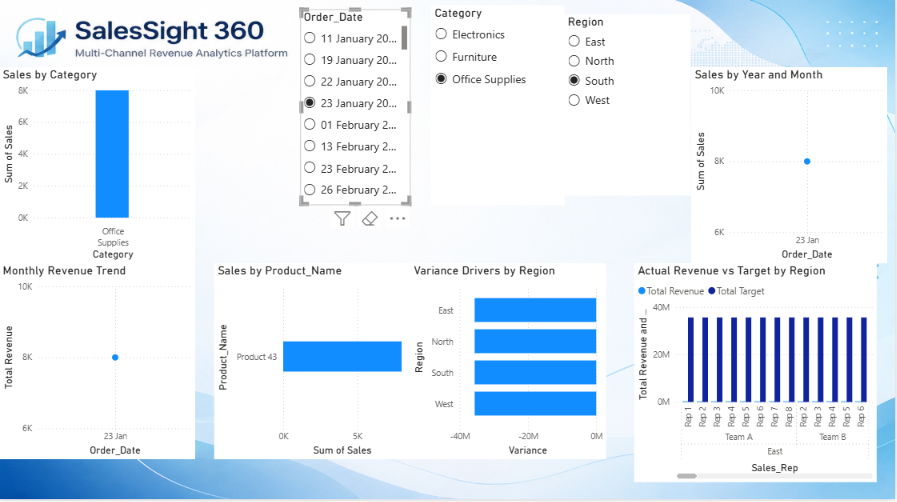 SalesSight 360
Multi-Channel Revenue Analytics Platform
Order_Date
11 January 20...
19 January 20...
22 January 20...
23 January 20...
01 February 2...
13 February 2...
23 February 2...
26 February 2...
Category
Electronics
Furniture
Office Supplies
Region
East
North
South
West
Sales by Category
Sum of Sales
8K
6K
4K
2K
0K
Office
Supplies
Category
Sales by Year and Month
Sum of Sales
10K
8K
6K
23 Jan
Order_Date
Monthly Revenue Trend
Total Revenue
10K
8K
6K
23 Jan
Order_Date
Sales by Product_Name
Product_Name
Product 43
0K 5K
Sum of Sales
Variance Drivers by Region
Region
East
North
South
West
-40M -20M 0M
Variance
Actual Revenue vs Target by Region
Total Revenue Total Target
Total Revenue and ...
40M
20M
0M
Rep 1 Rep 2 Rep 3 Rep 4 Rep 5 Rep 6 Rep 7 Rep 8 Rep 2 Rep 3 Rep 4 Rep 5 Rep 6
Team A Team B
East
Sales_Rep